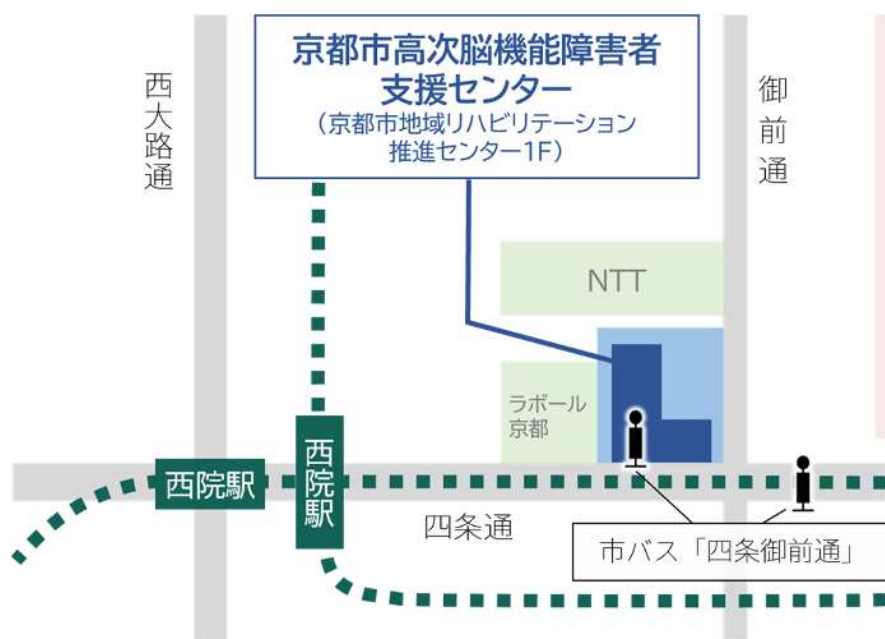 京都市高次脳機能障害者
支援センター
（京都市地域リハビリテーション
推進センター1F）
西大路通
御前通
NTT
ラボール
京都
西院駅
西院駅
四条通
市バス「四条御前通」